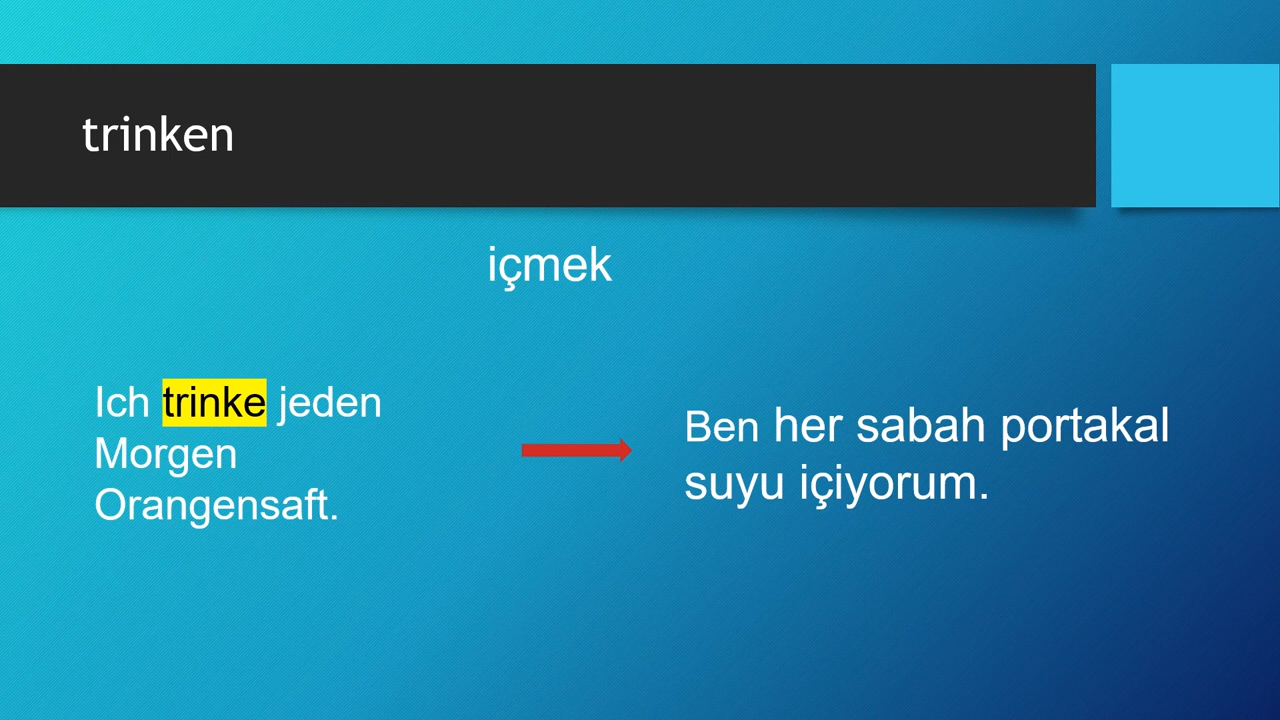 trinken
içmek
Ich trinke jeden
Morgen
Orangensaft.
Ben her sabah portakal
suyu içiyorum.